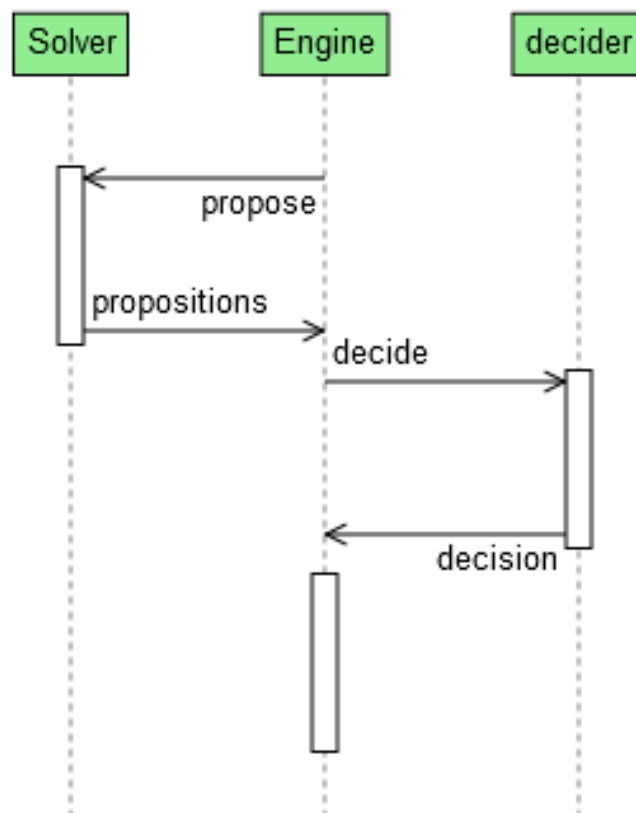 Solver
Engine
decider
propose
propositions
decide
decision